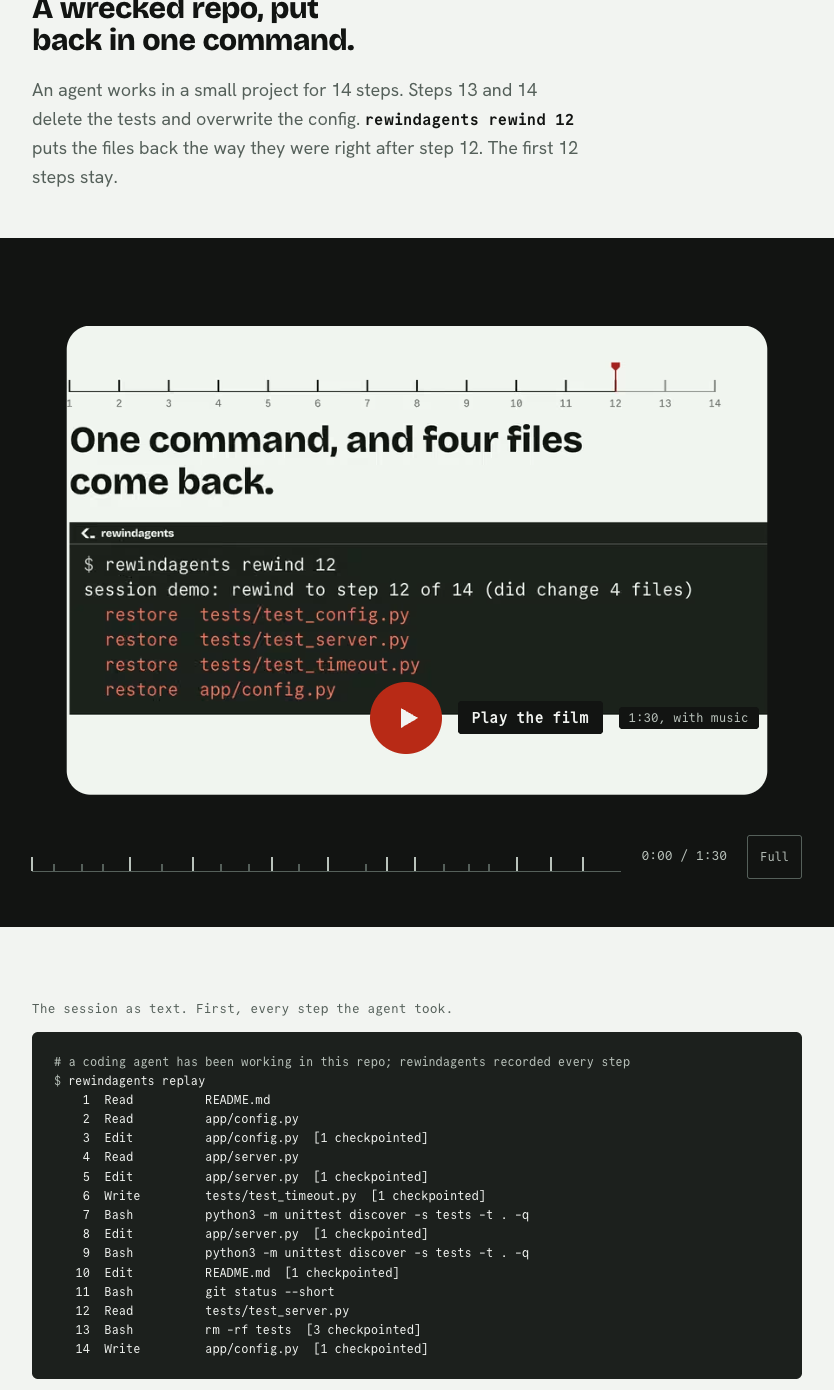 A wrecked repo, put
back in one command.
An agent works in a small project for 14 steps. Steps 13 and 14
delete the tests and overwrite the config. rewindagents rewind 12
puts the files back the way they were right after step 12. The first 12
steps stay.
1 2 3 4 5 6 7 8 9 10 11 12 13 14
One command, and four files
come back.
rewindagents
$ rewindagents rewind 12
session demo: rewind to step 12 of 14 (did change 4 files)
restore tests/test_config.py
restore tests/test_server.py
restore tests/test_timeout.py
restore app/config.py
Play the film
1:30, with music
0:00 / 1:30
Full
The session as text. First, every step the agent took.
# a coding agent has been working in this repo; rewindagents recorded every step
$ rewindagents replay
1 Read README.md
2 Read app/config.py
3 Edit app/config.py [1 checkpointed]
4 Read app/server.py
5 Edit app/server.py [1 checkpointed]
6 Write tests/test_timeout.py [1 checkpointed]
7 Bash python3 -m unittest discover -s tests -t . -q
8 Edit app/server.py [1 checkpointed]
9 Bash python3 -m unittest discover -s tests -t . -q
10 Edit README.md [1 checkpointed]
11 Bash git status --short
12 Read tests/test_server.py
13 Bash rm -rf tests [3 checkpointed]
14 Write app/config.py [1 checkpointed]